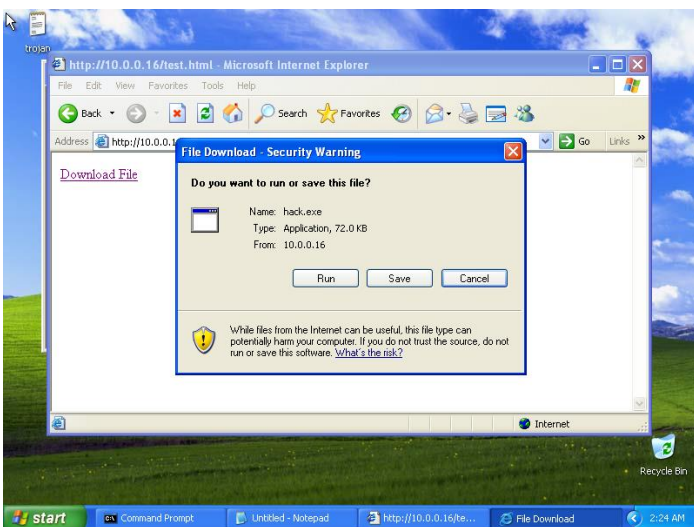 trojan
http://10.0.0.16/test.html - Microsoft Internet Explorer
File Edit View Favorites Tools Help
Back Search Favorites
Address http://10.0.0.1 Go Links »
Download File
File Download - Security Warning
Do you want to run or save this file?
Name: hack.exe
Type: Application, 72.0 KB
From: 10.0.0.16
Run Save Cancel
While files from the Internet can be useful, this file type can
potentially harm your computer. If you do not trust the source, do not
run or save this software. What's the risk?
Internet
Recycle Bin
start Command Prompt Untitled - Notepad http://10.0.0.16/te... File Download 2:24 AM